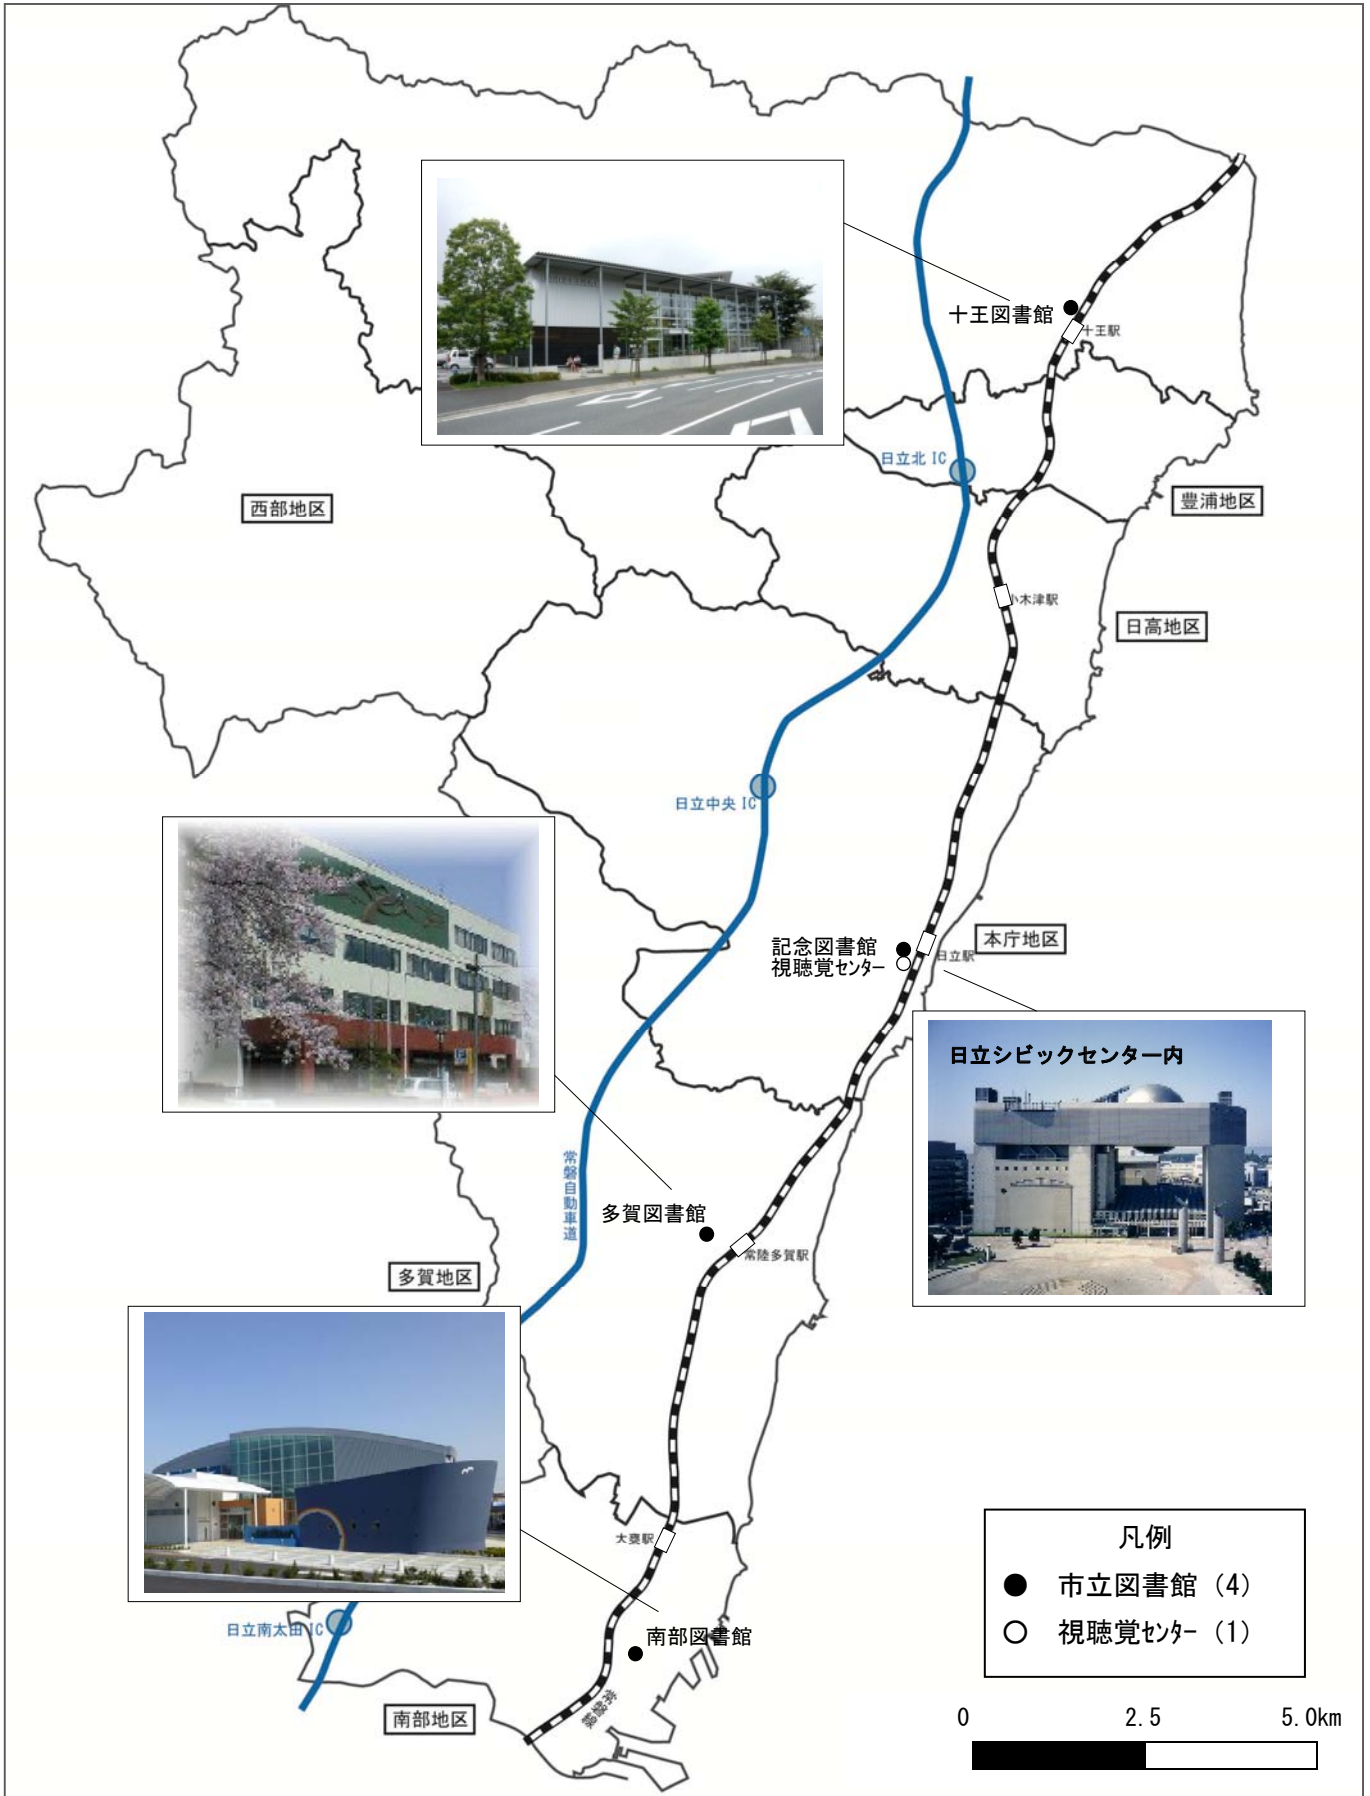 十王図書館
十王駅
日立北 IC
西部地区
豊浦地区
小木津駅
日高地区
日立中央 IC
記念図書館
視聴覚センター
本庁地区
日立駅
日立シビックセンター内
常磐自動車道
多賀図書館
常陸多賀駅
多賀地区
大甕駅
凡例
● 市立図書館 (4)
○ 視聴覚センター (1)
日立南太田 IC
南部図書館
常磐線
南部地区
0 2.5 5.0km